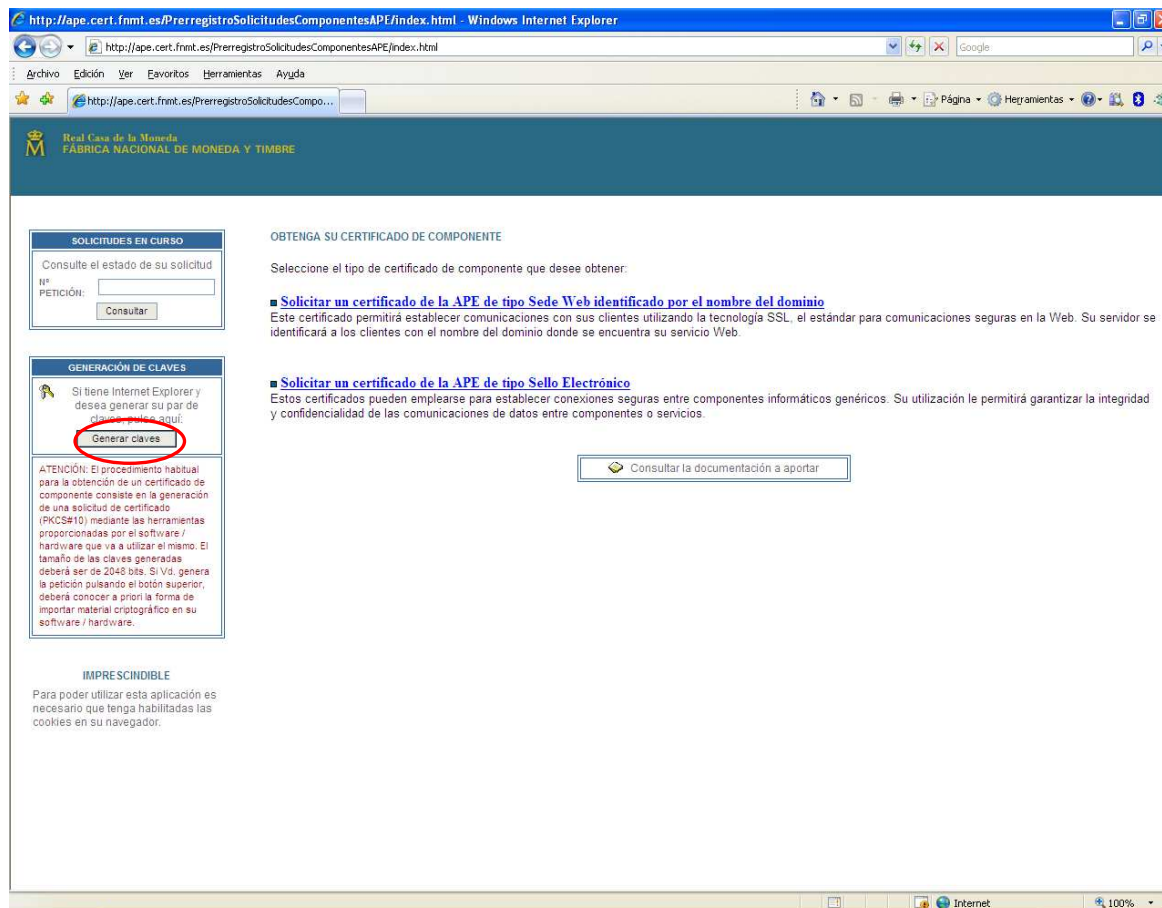 http://ape.cert.fnmt.es/PrerregistroSolicitudesComponentesAPE/index.html - Windows Internet Explorer
http://ape.cert.fnmt.es/PrerregistroSolicitudesComponentesAPE/index.html
Google
Archivo Edición Ver Favoritos Herramientas Ayuda
http://ape.cert.fnmt.es/PrerregistroSolicitudesCompo...
Página
Herramientas
Real Casa de la Moneda
FÁBRICA NACIONAL DE MONEDA Y TIMBRE
SOLICITUDES EN CURSO
Consulte el estado de su solicitud
Nº
PETICIÓN:
Consultar
GENERACIÓN DE CLAVES
Si tiene Internet Explorer y
desea generar su par de
claves, pulse aquí:
Generar claves
ATENCIÓN: El procedimiento habitual
para la obtención de un certificado de
componente consiste en la generación
de una solicitud de certificado
(PKCS#10) mediante las herramientas
proporcionadas por el software /
hardware que va a utilizar el mismo. El
tamaño de las claves generadas
deberá ser de 2048 bits. Si Vd. genera
la petición pulsando el botón superior,
deberá conocer a priori la forma de
importar material criptográfico en su
software / hardware.
IMPRESCINDIBLE
Para poder utilizar esta aplicación es
necesario que tenga habilitadas las
cookies en su navegador.
OBTENGA SU CERTIFICADO DE COMPONENTE
Seleccione el tipo de certificado de componente que desee obtener:
Solicitar un certificado de la APE de tipo Sede Web identificado por el nombre del dominio
Este certificado permitirá establecer comunicaciones con sus clientes utilizando la tecnología SSL, el estándar para comunicaciones seguras en la Web. Su servidor se
identificará a los clientes con el nombre del dominio donde se encuentra su servicio Web.
Solicitar un certificado de la APE de tipo Sello Electrónico
Estos certificados pueden emplearse para establecer conexiones seguras entre componentes informáticos genéricos. Su utilización le permitirá garantizar la integridad
y confidencialidad de las comunicaciones de datos entre componentes o servicios.
Consultar la documentación a aportar
Internet
100%